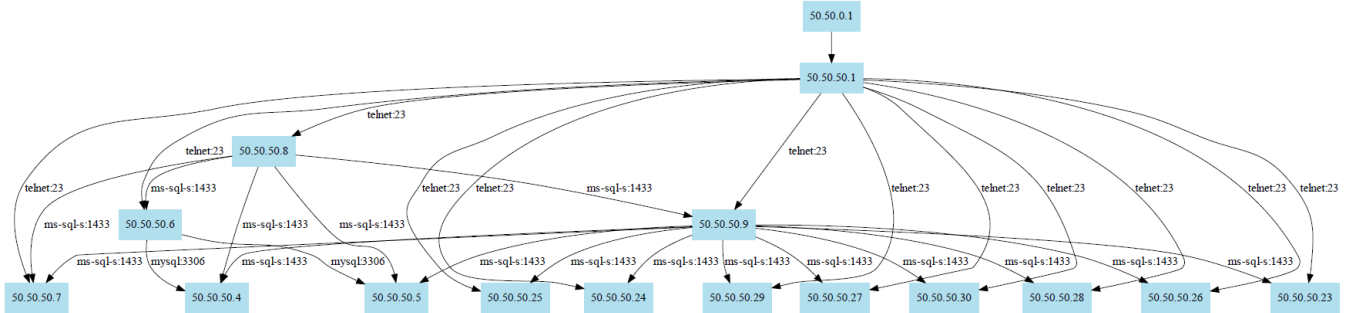 50.50.0.1
50.50.50.1
telnet:23
50.50.50.8
telnet:23
telnet:23
telnet:23
ms-sql-s:1433
ms-sql-s:1433
telnet:23
telnet:23
telnet:23
telnet:23
telnet:23
telnet:23
telnet:23
telnet:23
50.50.50.6
50.50.50.9
ms-sql-s:1433
ms-sql-s:1433
ms-sql-s:1433
ms-sql-s:1433
mysql:3306
ms-sql-s:1433
mysql:3306
ms-sql-s:1433
ms-sql-s:1433
ms-sql-s:1433
ms-sql-s:1433
ms-sql-s:1433
ms-sql-s:1433
ms-sql-s:1433
ms-sql-s:1433
ms-sql-s:1433
50.50.50.7
50.50.50.4
50.50.50.5
50.50.50.25
50.50.50.24
50.50.50.29
50.50.50.27
50.50.50.30
50.50.50.28
50.50.50.26
50.50.50.23